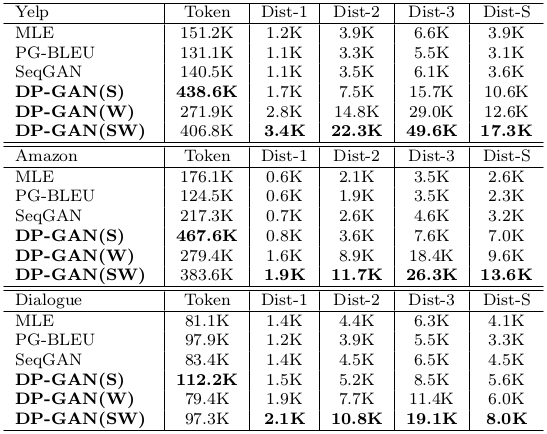 Yelp Token Dist-1 Dist-2 Dist-3 Dist-S
MLE 151.2K 1.2K 3.9K 6.6K 3.9K
PG-BLEU 131.1K 1.1K 3.3K 5.5K 3.1K
SeqGAN 140.5K 1.1K 3.5K 6.1K 3.6K
DP-GAN(S) 438.6K 1.7K 7.5K 15.7K 10.6K
DP-GAN(W) 271.9K 2.8K 14.8K 29.0K 12.6K
DP-GAN(SW) 406.8K 3.4K 22.3K 49.6K 17.3K
Amazon Token Dist-1 Dist-2 Dist-3 Dist-S
MLE 176.1K 0.6K 2.1K 3.5K 2.6K
PG-BLEU 124.5K 0.6K 1.9K 3.5K 2.3K
SeqGAN 217.3K 0.7K 2.6K 4.6K 3.2K
DP-GAN(S) 467.6K 0.8K 3.6K 7.6K 7.0K
DP-GAN(W) 279.4K 1.6K 8.9K 18.4K 9.6K
DP-GAN(SW) 383.6K 1.9K 11.7K 26.3K 13.6K
Dialogue Token Dist-1 Dist-2 Dist-3 Dist-S
MLE 81.1K 1.4K 4.4K 6.3K 4.1K
PG-BLEU 97.9K 1.2K 3.9K 5.5K 3.3K
SeqGAN 83.4K 1.4K 4.5K 6.5K 4.5K
DP-GAN(S) 112.2K 1.5K 5.2K 8.5K 5.6K
DP-GAN(W) 79.4K 1.9K 7.7K 11.4K 6.0K
DP-GAN(SW) 97.3K 2.1K 10.8K 19.1K 8.0K